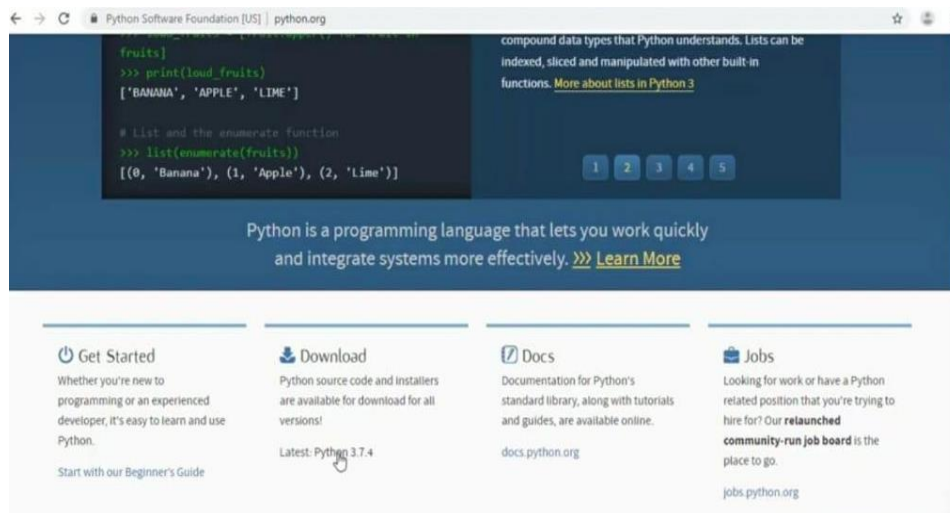 Python Software Foundation [US] | python.org
fruits]
>>> print(loud_fruits)
['BANANA', 'APPLE', 'LIME']
# List and the enumerate function
>>> list(enumerate(fruits))
[(0, 'Banana'), (1, 'Apple'), (2, 'Lime')]
compound data types that Python understands. Lists can be
indexed, sliced and manipulated with other built-in
functions. More about lists in Python 3
1 2 3 4 5
Python is a programming language that lets you work quickly
and integrate systems more effectively. >>> Learn More
Get Started
Whether you're new to
programming or an experienced
developer, it's easy to learn and use
Python.
Start with our Beginner's Guide
Download
Python source code and installers
are available for download for all
versions!
Latest: Python 3.7.4
Docs
Documentation for Python's
standard library, along with tutorials
and guides, are available online.
docs.python.org
Jobs
Looking for work or have a Python
related position that you're trying to
hire for? Our relaunched
community-run job board is the
place to go.
jobs.python.org